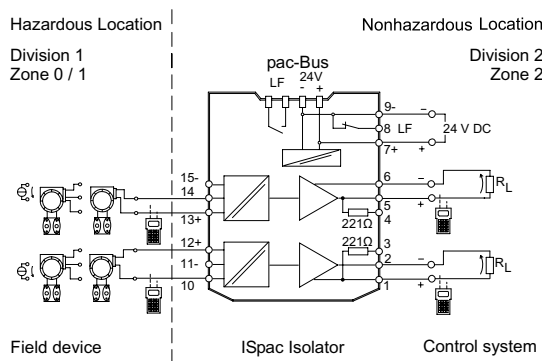 Hazardous Location
Nonhazardous Location
Division 1
Zone 0 / 1
Division 2
Zone 2
pac-Bus
LF
24V
-
+
9-
–
8 LF
24 V DC
7+
+
15-
14
13+
6
–
5
+
4
221Ω
RL
12+
11-
10
221Ω
3
2
–
1
+
RL
Field device
ISpac Isolator
Control system